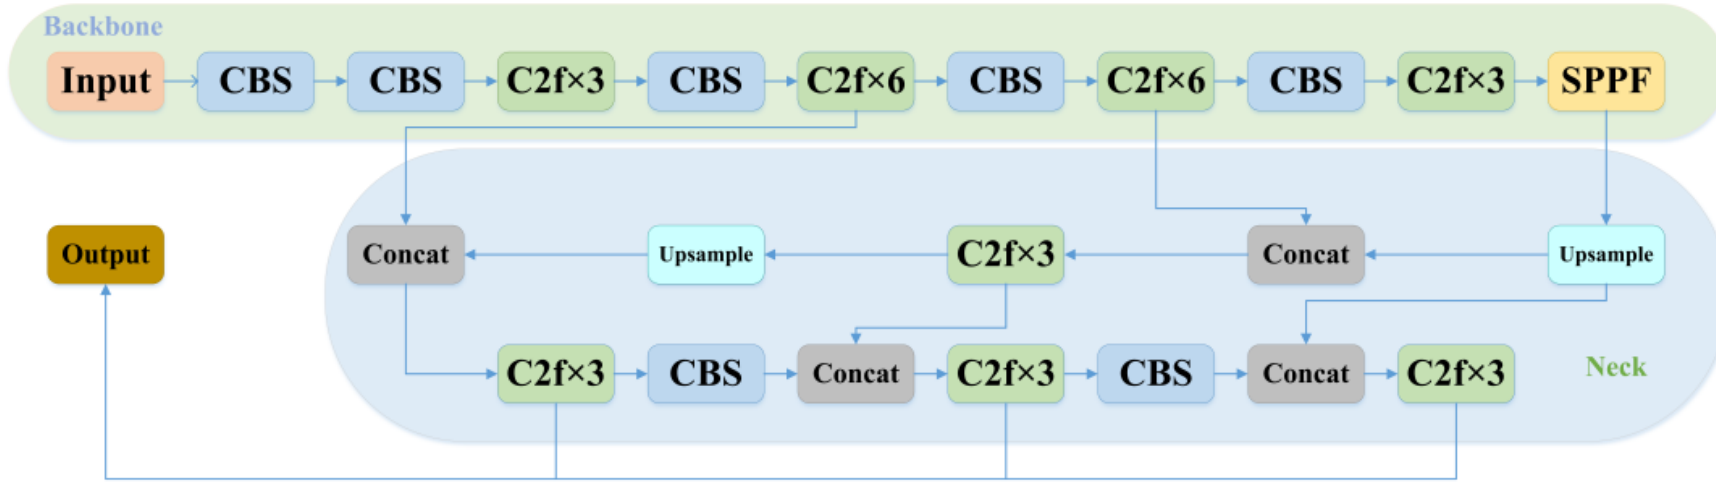 Backbone
Input CBS CBS C2f×3 CBS C2f×6 CBS C2f×6 CBS C2f×3 SPPF
Output Concat Upsample C2f×3 Concat Upsample
C2f×3 CBS Concat C2f×3 CBS Concat C2f×3 Neck